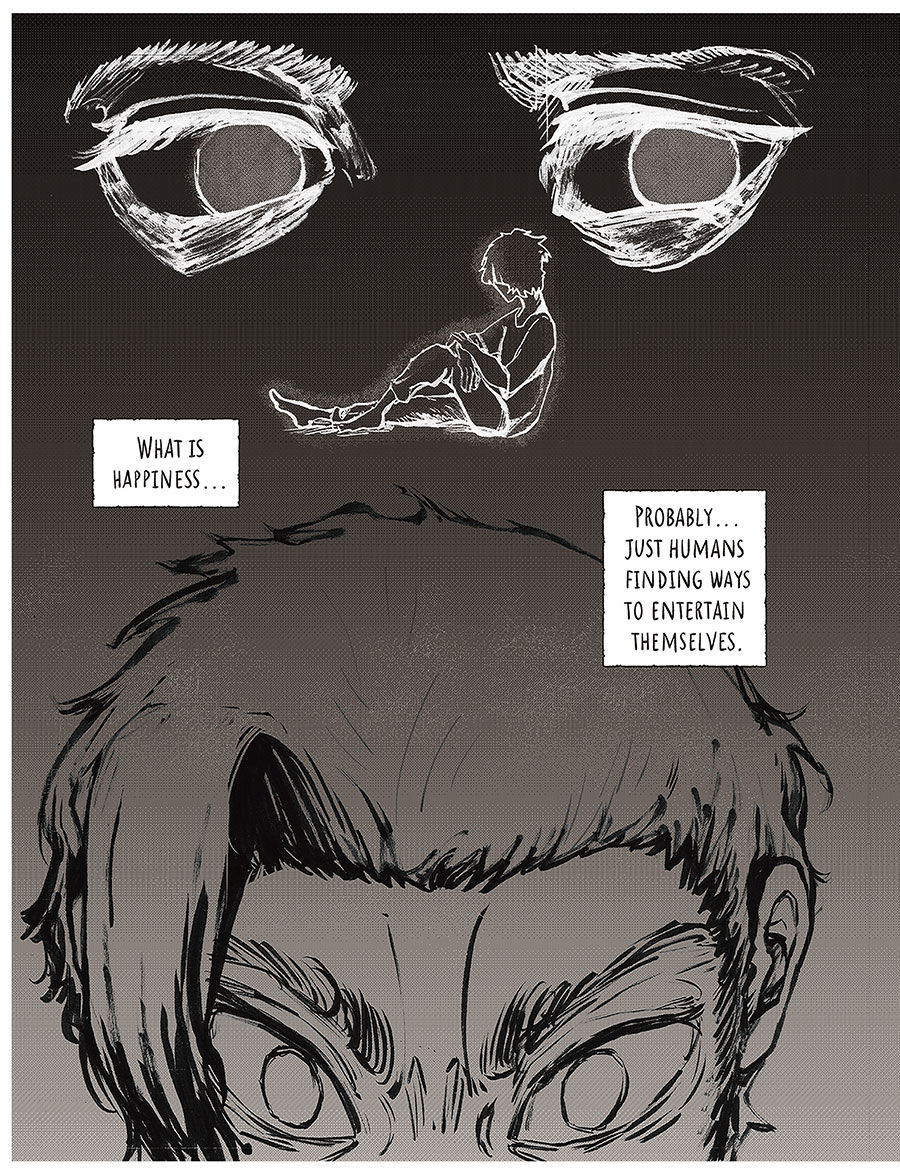 WHAT IS
HAPPINESS...
PROBABLY...
JUST HUMANS
FINDING WAYS
TO ENTERTAIN
THEMSELVES.